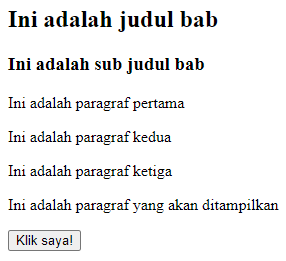 Ini adalah judul bab
Ini adalah sub judul bab
Ini adalah paragraf pertama
Ini adalah paragraf kedua
Ini adalah paragraf ketiga
Ini adalah paragraf yang akan ditampilkan
Klik saya!